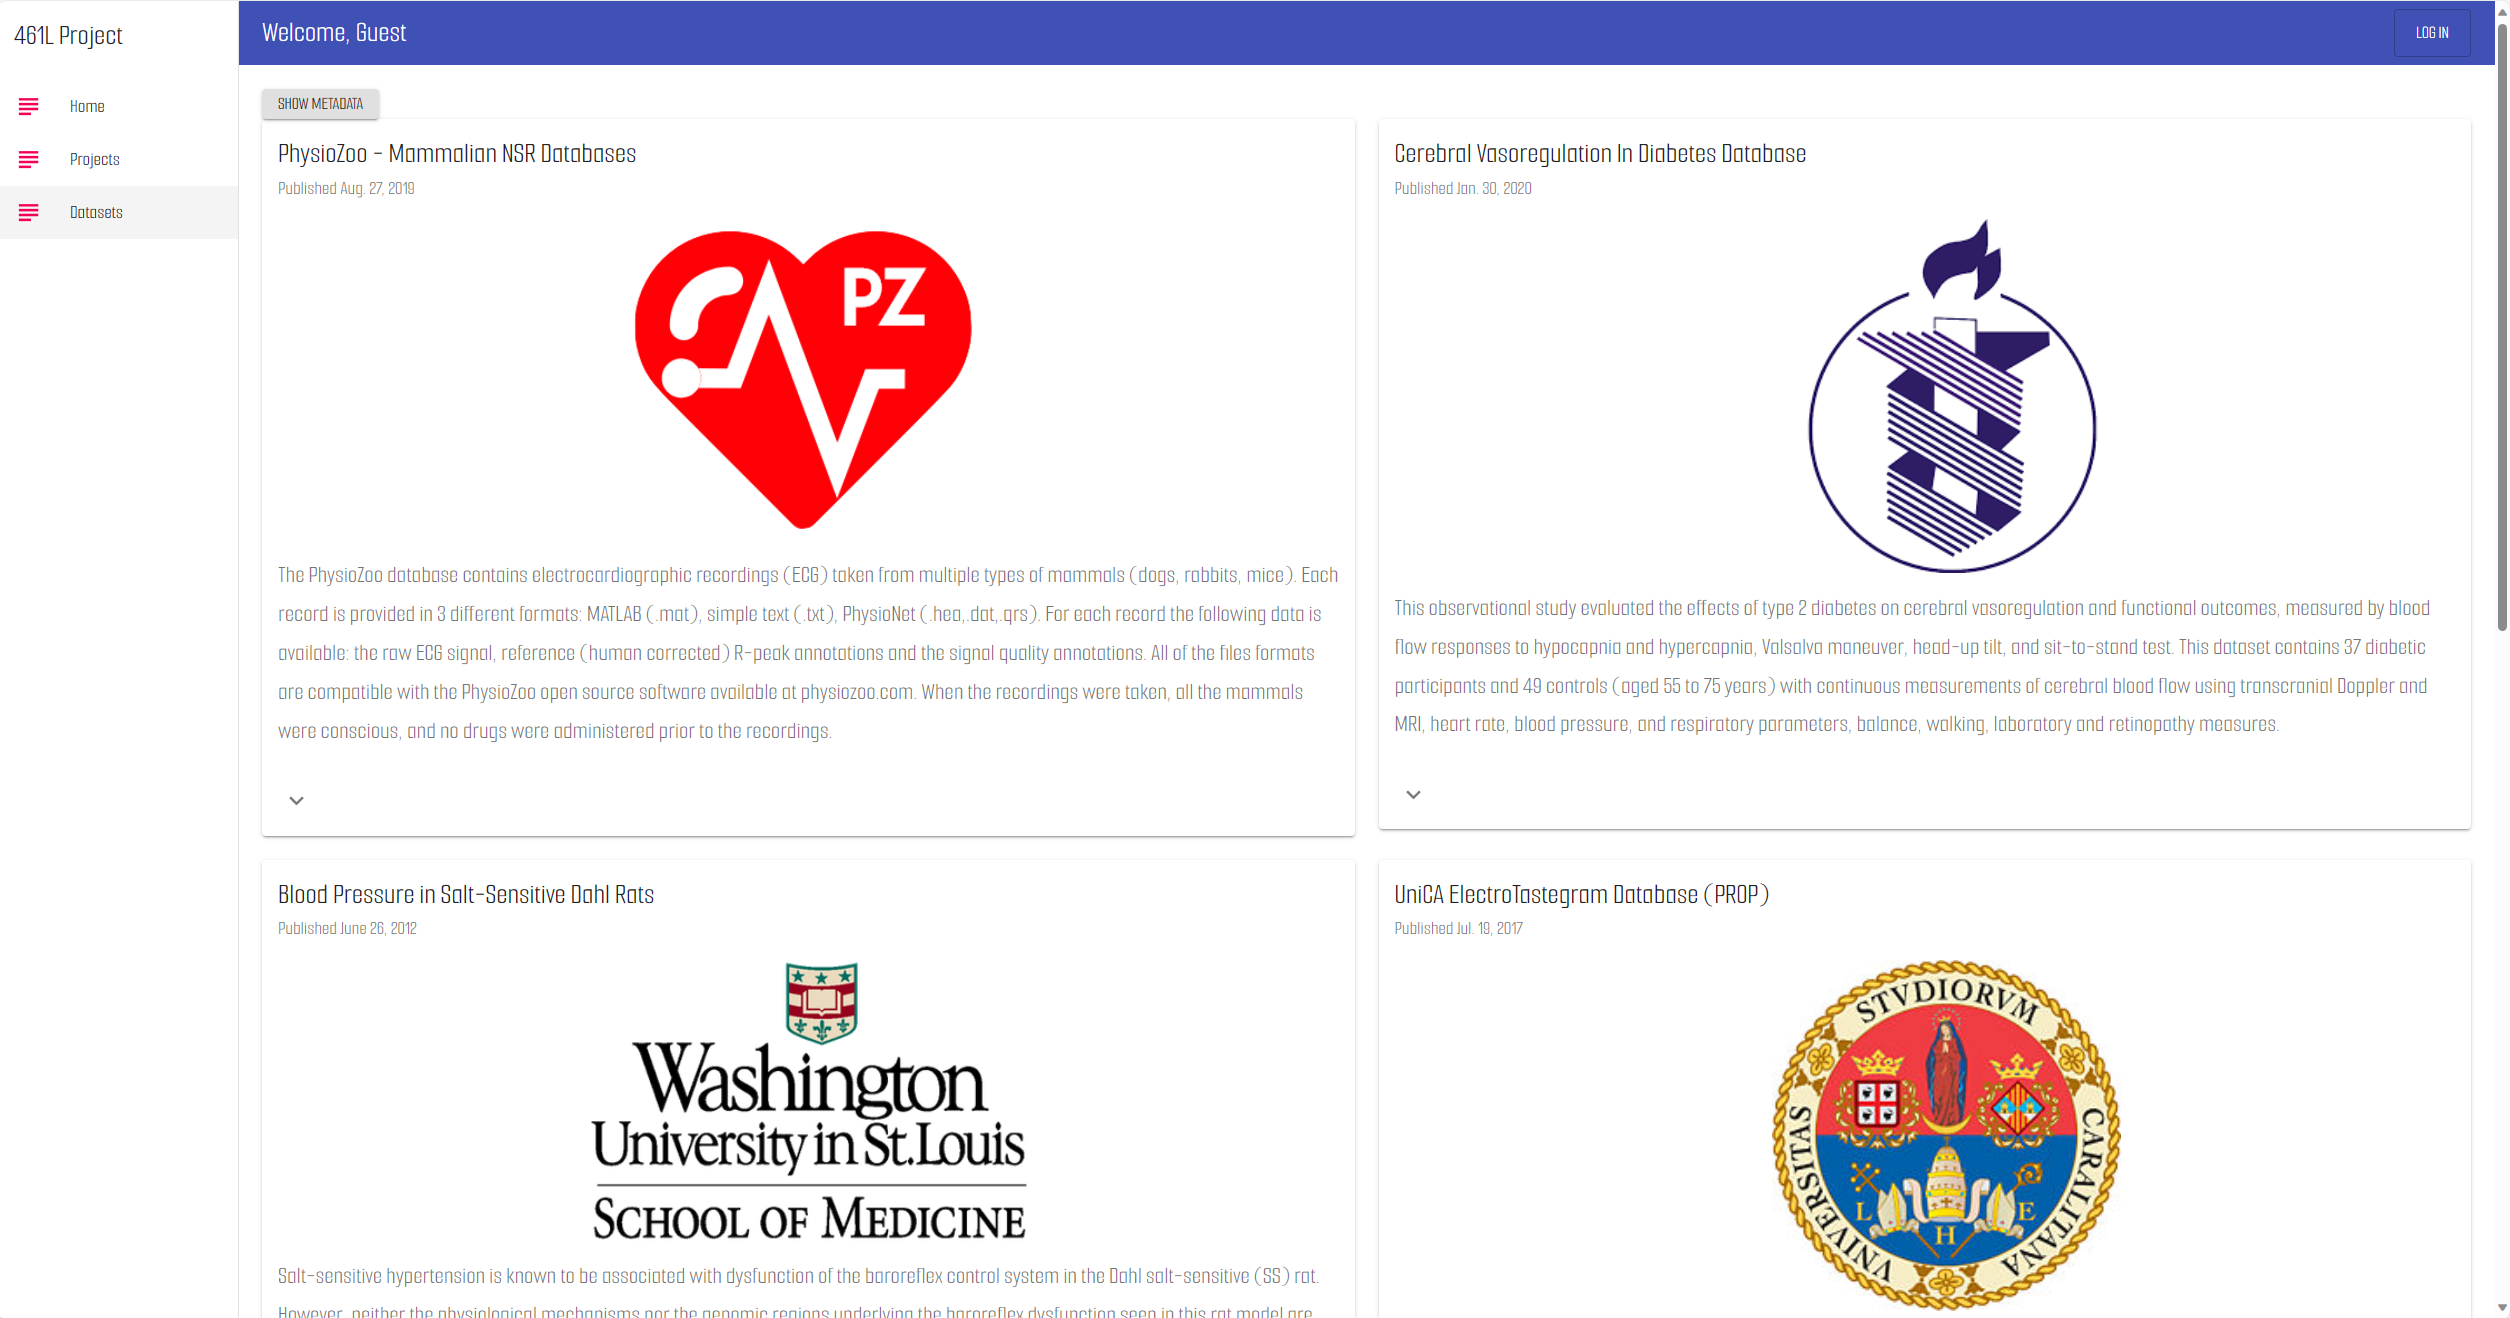 461L Project
Home
Projects
Datasets
Welcome, Guest
LOG IN
SHOW METADATA
PhysioZoo - Mammalian NSR Databases
Published Aug. 27, 2019
PZ
The PhysioZoo database contains electrocardiographic recordings (ECG) taken from multiple types of mammals (dogs, rabbits, mice). Each
record is provided in 3 different formats: MATLAB (.mat), simple text (.txt), PhysioNet (.hea,.dat,.qrs). For each record the following data is
available: the raw ECG signal, reference (human corrected) R-peak annotations and the signal quality annotations. All of the files formats
are compatible with the PhysioZoo open source software available at physiozoo.com. When the recordings were taken, all the mammals
were conscious, and no drugs were administered prior to the recordings.
Cerebral Vasoregulation In Diabetes Database
Published Jan. 30, 2020
This observational study evaluated the effects of type 2 diabetes on cerebral vasoregulation and functional outcomes, measured by blood
flow responses to hypocapnia and hypercapnia, Valsalva maneuver, head-up tilt, and sit-to-stand test. This dataset contains 37 diabetic
participants and 49 controls (aged 55 to 75 years) with continuous measurements of cerebral blood flow using transcranial Doppler and
MRI, heart rate, blood pressure, and respiratory parameters, balance, walking, laboratory and retinopathy measures.
Blood Pressure in Salt-Sensitive Dahl Rats
Published June 26, 2012
Washington
University in St.Louis
SCHOOL OF MEDICINE
Salt-sensitive hypertension is known to be associated with dysfunction of the baroreflex control system in the Dahl salt-sensitive (SS) rat.
However, neither the physiological mechanisms nor the genomic regions underlying the baroreflex dysfunction seen in this rat model are
UniCA ElectroTastegram Database (PROP)
Published Jul. 19, 2017
STVDIORVM
VNIVERSITAS
CARALITANA
L H E